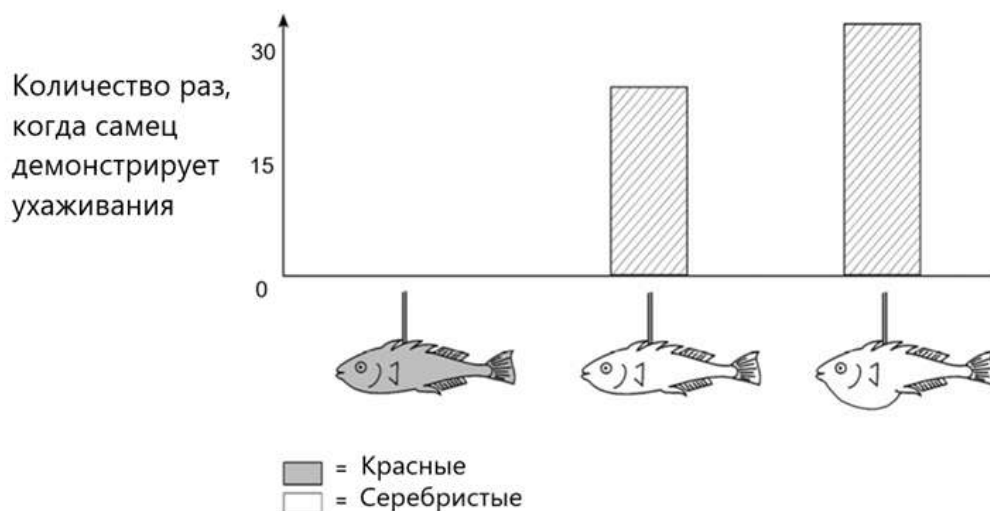 30
Количество раз,
когда самец
демонстрирует
ухаживания
15
0
= Красные
= Серебристые